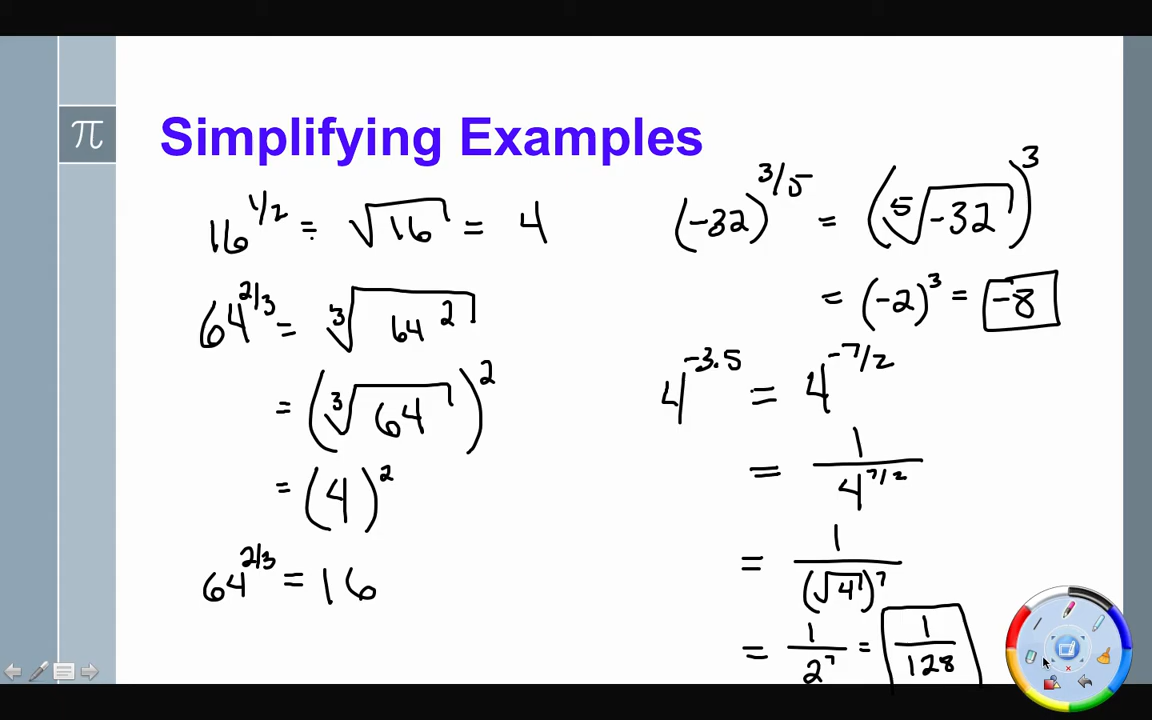 π
Simplifying Examples
16^{1/2} = √16 = 4
64^{2/3} = ∛(64^2)
= (∛64)^2
= (4)^2
64^{2/3} = 16
(-32)^{3/5} = (⁵√-32)^3
= (-2)^3 = -8
4^{-3.5} = 4^{-7/2}
= 1/4^{7/2}
= 1/(√4)^7
= 1/2^7 = 1/128